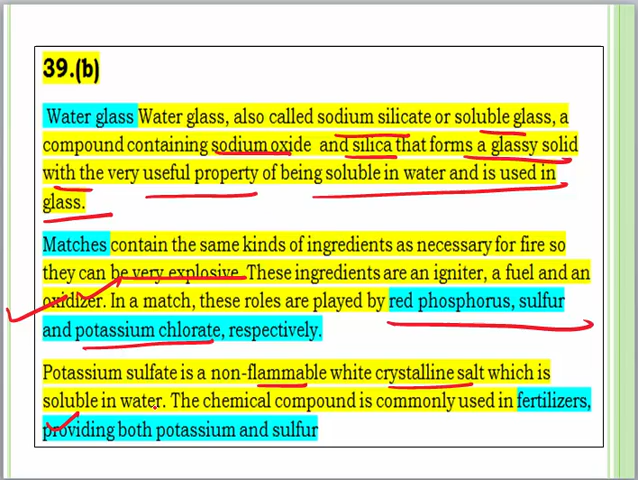 39.(b)
Water glass Water glass, also called sodium silicate or soluble glass, a
compound containing sodium oxide and silica that forms a glassy solid
with the very useful property of being soluble in water and is used in
glass.
Matches contain the same kinds of ingredients as necessary for fire so
they can be very explosive. These ingredients are an igniter, a fuel and an
oxidizer. In a match, these roles are played by red phosphorus, sulfur
and potassium chlorate, respectively.
Potassium sulfate is a non-flammable white crystalline salt which is
soluble in water. The chemical compound is commonly used in fertilizers,
providing both potassium and sulfur